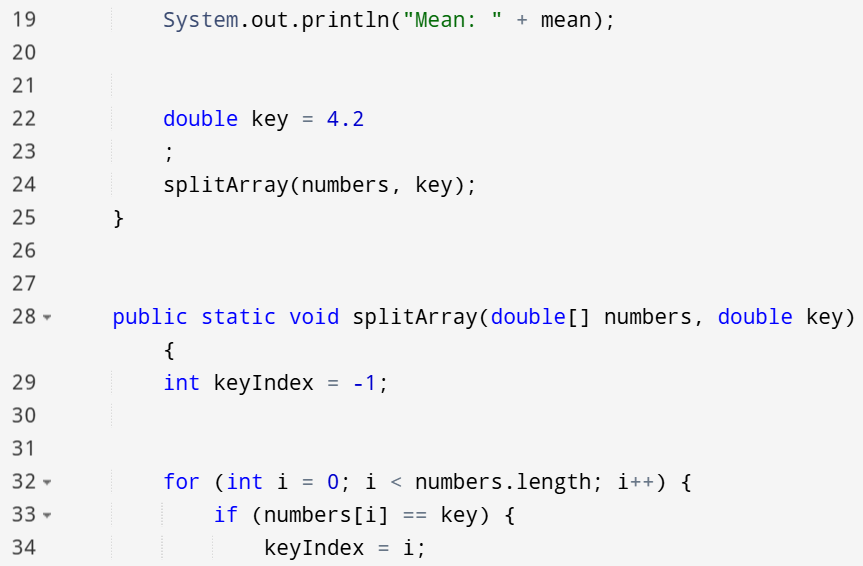 19 System.out.println("Mean: " + mean);
20
21
22 double key = 4.2
23 ;
24 splitArray(numbers, key);
25 }
26
27
28 public static void splitArray(double[] numbers, double key)
{
29 int keyIndex = -1;
30
31
32 for (int i = 0; i < numbers.length; i++) {
33 if (numbers[i] == key) {
34 keyIndex = i;